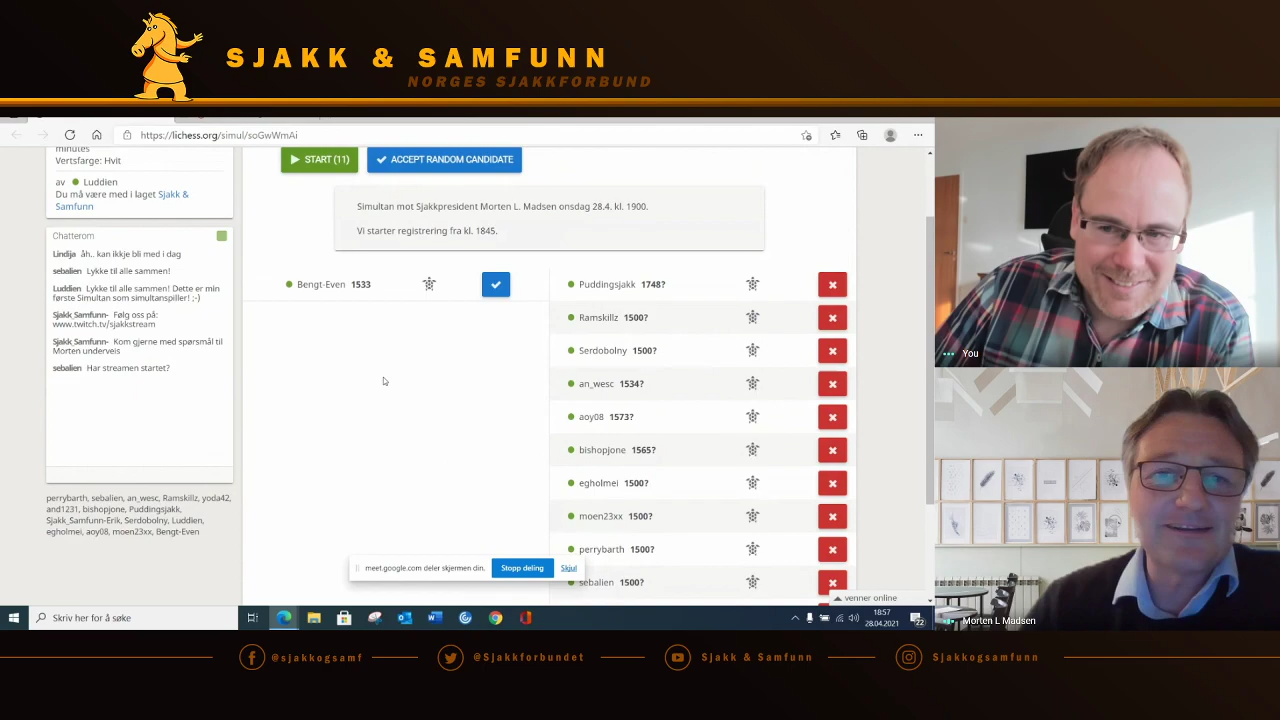 SJAKK & SAMFUNN
NORGES SJAKKFORBUND
https://lichess.org/simul/soGwWmAi
minutes
Vertsfarge: Hvit
av Luddien
Du må være med i laget Sjakk &
Samfunn
START (11)
ACCEPT RANDOM CANDIDATE
Simultan mot Sjakkpresident Morten L. Madsen onsdag 28.4. kl. 1900.
Vi starter registrering fra kl. 1845.
Chatterom
Lindija åh.. kan ikkje bli med i dag
sebalien Lykke til alle sammen!
Luddien Lykke til alle sammen! Dette er min
første Simultan som simultanspiller! ;-)
Sjakk_Samfunn- Følg oss på:
www.twitch.tv/sjakkstream
Sjakk_Samfunn- Kom gjerne med spørsmål til
Morten underveis
sebalien Har streamen startet?
perrybarth, sebalien, an_wesc, Ramskillz, yoda42,
and1231, bishopjone, Puddingsjakk,
Sjakk_Samfunn-Erik, Serdobolny, Luddien,
egholmei, aoy08, moen23xx, Bengt-Even
Bengt-Even 1533
Puddingsjakk 1748?
Ramskillz 1500?
Serdobolny 1500?
an_wesc 1534?
aoy08 1573?
bishopjone 1565?
egholmei 1500?
moen23xx 1500?
perrybarth 1500?
sebalien 1500?
meet.google.com deler skjermen din.
Stopp deling
Skjul
venner online
You
Morten L Madsen
Skriv her for å søke
18:57
28.04.2021
22
@sjakkogsamf
@Sjakkforbundet
Sjakk & Samfunn
Sjakkogsamfunn